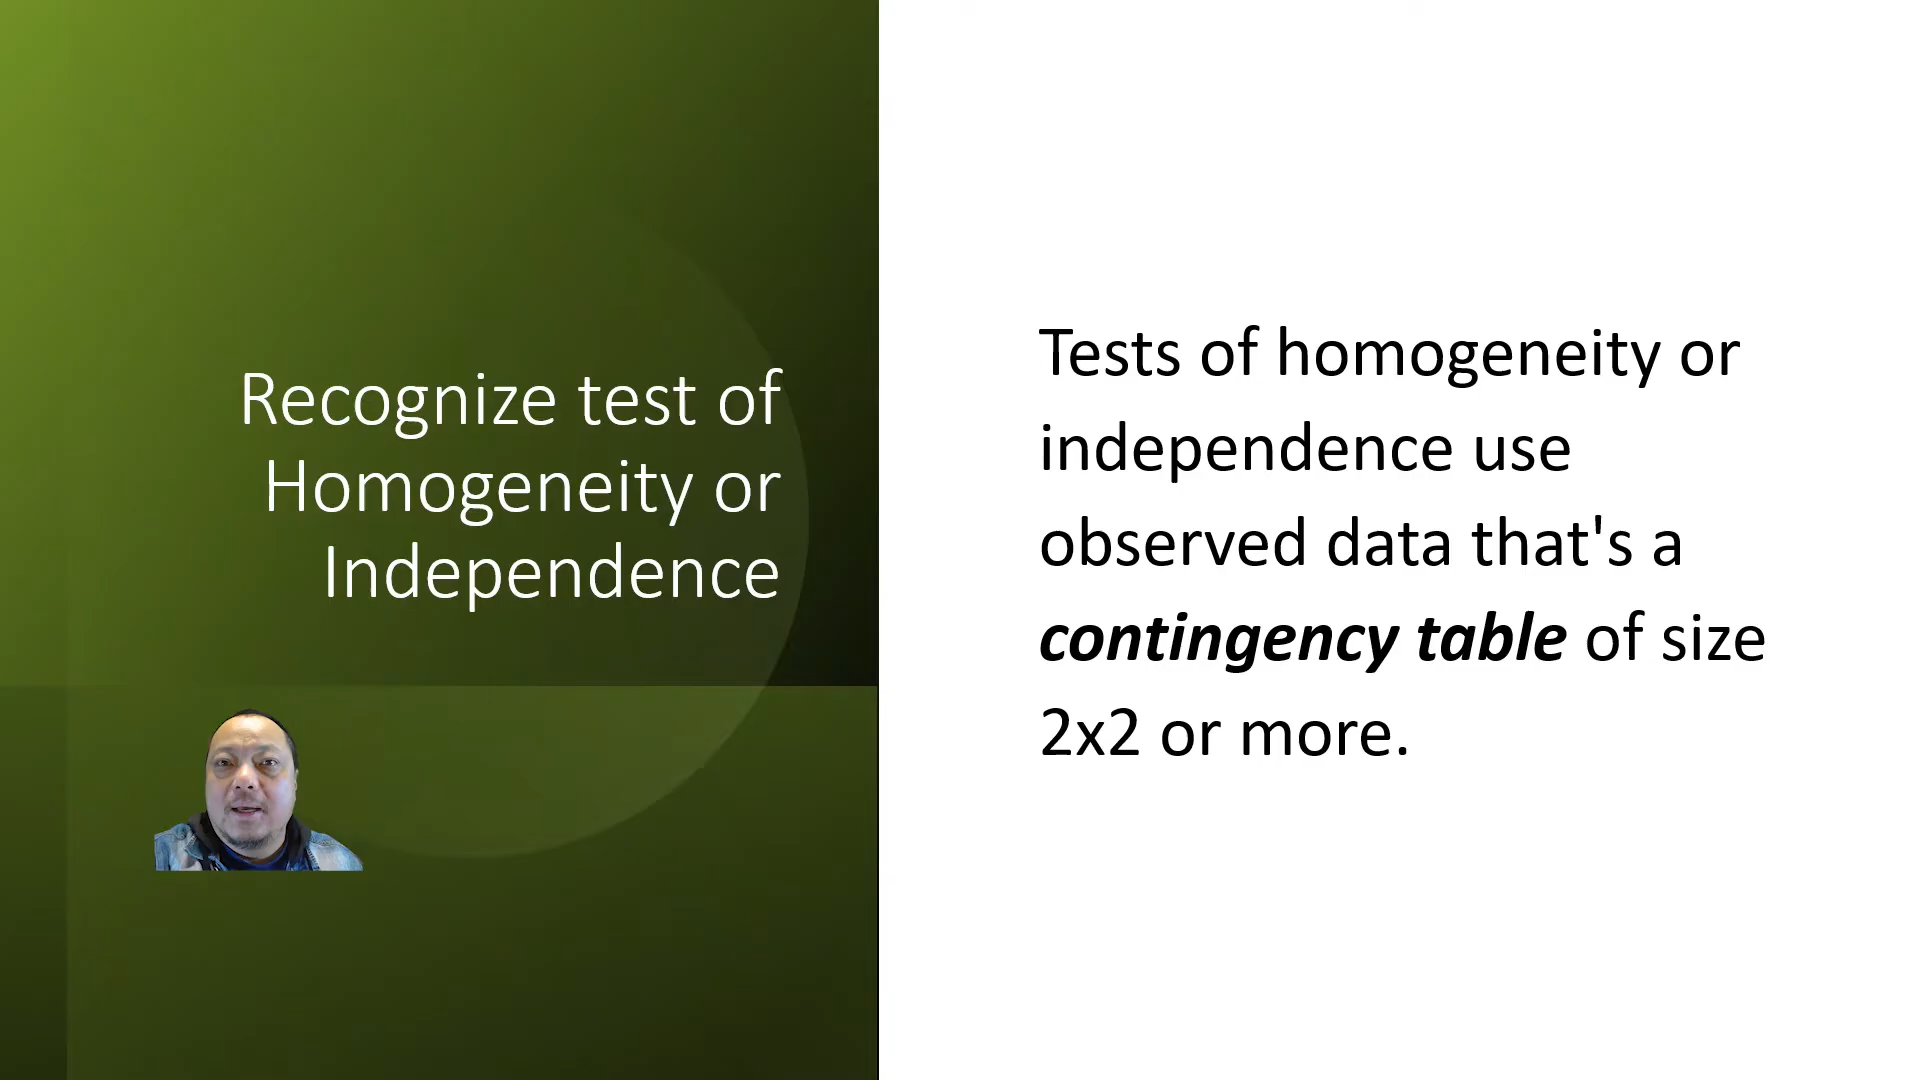 Recognize test of
Homogeneity or
Independence
Tests of homogeneity or
independence use
observed data that's a
contingency table of size
2x2 or more.